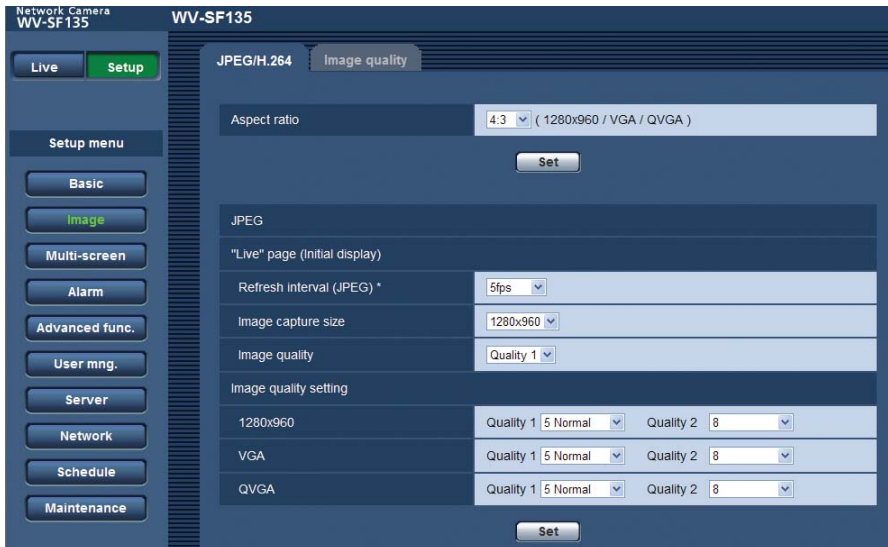 Network Camera
WV-SF135
WV-SF135
Live
Setup
Setup menu
Basic
Image
Multi-screen
Alarm
Advanced func.
User mng.
Server
Network
Schedule
Maintenance
JPEG/H.264
Image quality
Aspect ratio
4:3 ( 1280x960 / VGA / QVGA )
Set
JPEG
"Live" page (Initial display)
Refresh interval (JPEG) * 5fps
Image capture size 1280x960
Image quality Quality 1
Image quality setting
1280x960 Quality 1 5 Normal Quality 2 8
VGA Quality 1 5 Normal Quality 2 8
QVGA Quality 1 5 Normal Quality 2 8
Set